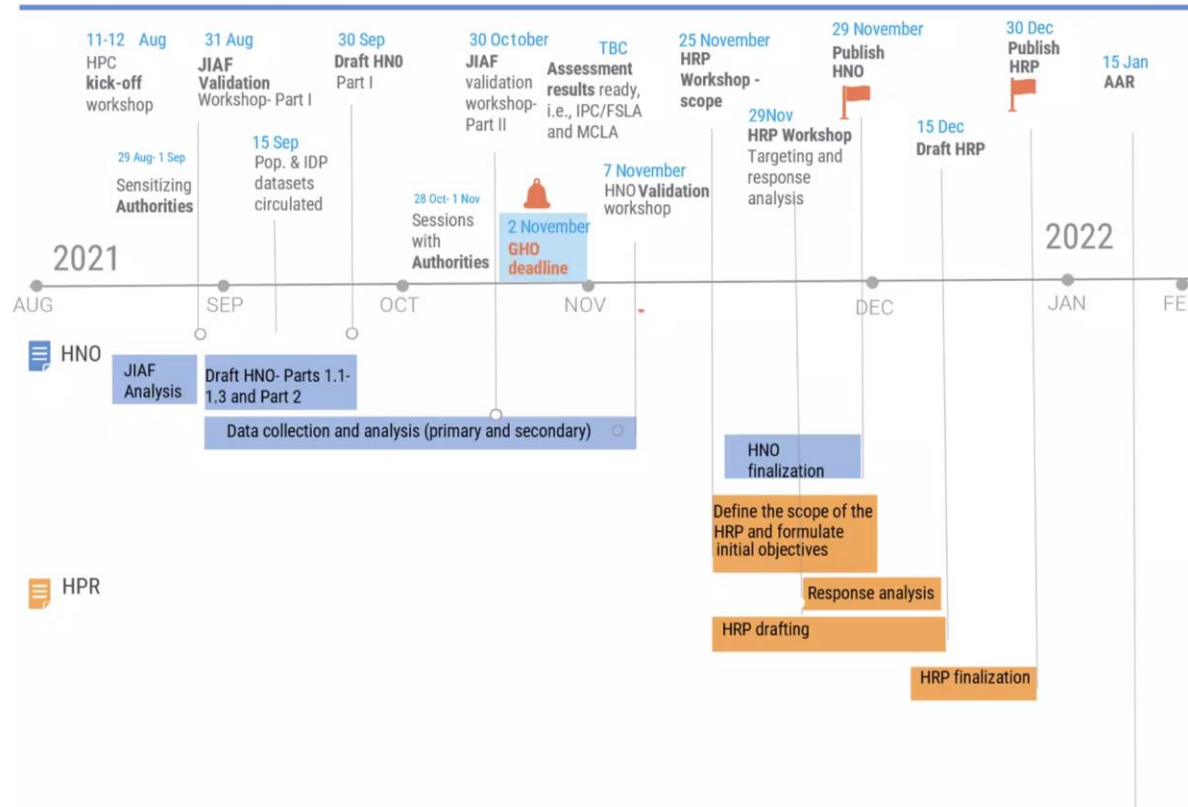 11-12 Aug
HPC
kick-off
workshop
31 Aug
JIAF
Validation
Workshop- Part I
30 Sep
Draft HN0
Part I
30 October
JIAF
validation
workshop-
Part II
TBC
Assessment
results ready,
i.e., IPC/FSLA
and MCLA
25 November
HRP
Workshop -
scope
29 November
Publish
HNO
30 Dec
Publish
HRP
15 Jan
AAR
29 Aug- 1 Sep
Sensitizing
Authorities
15 Sep
Pop. & IDP
datasets
circulated
28 Oct- 1 Nov
Sessions
with
Authorities
2 November
GHO
deadline
7 November
HNO Validation
workshop
29Nov
HRP Workshop
Targeting and
response
analysis
15 Dec
Draft HRP
2021
2022
AUG
SEP
OCT
NOV
DEC
JAN
FE
HNO
JIAF
Analysis
Draft HNO- Parts 1.1-
1.3 and Part 2
Data collection and analysis (primary and secondary)
HNO
finalization
Define the scope of the
HRP and formulate
initial objectives
HPR
Response analysis
HRP drafting
HRP finalization